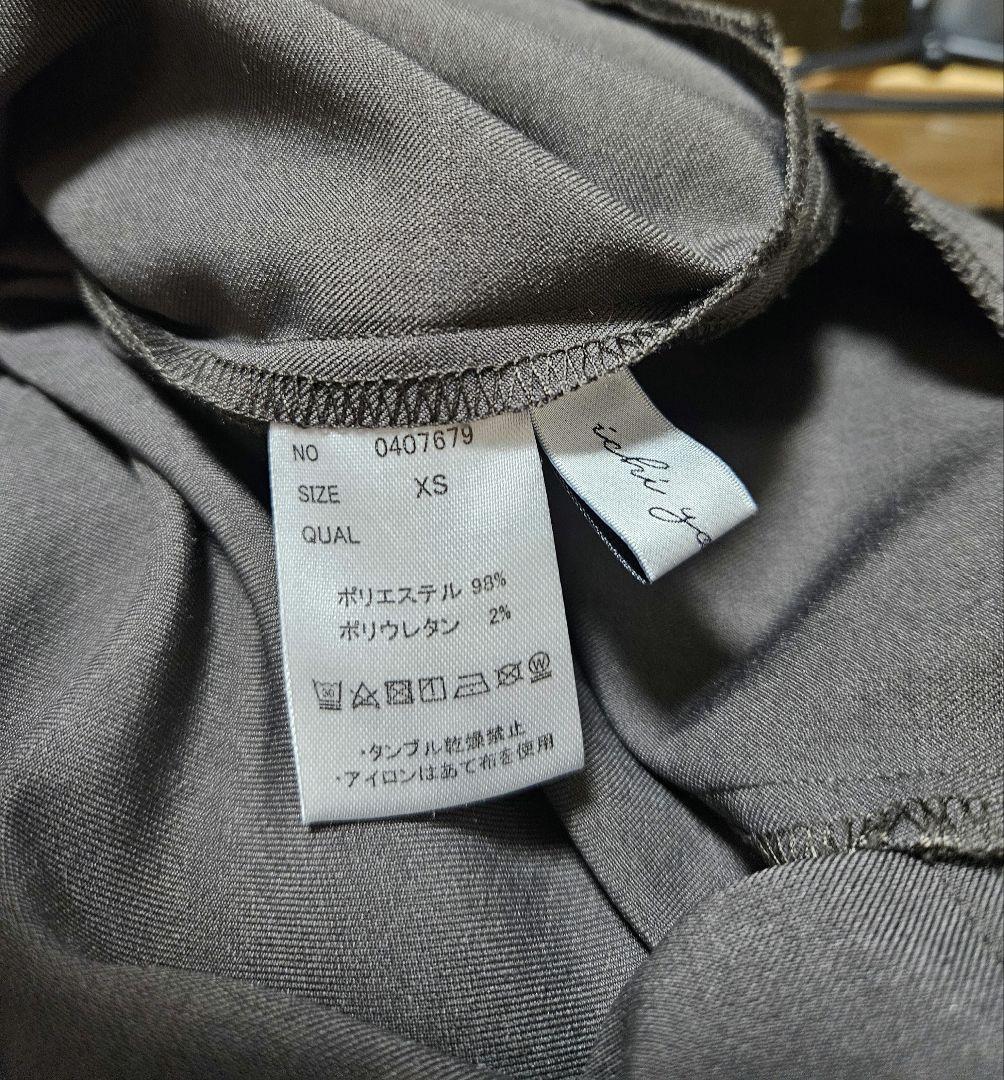 NO 0407679
SIZE XS
QUAL
ポリエステル 98%
ポリウレタン 2%
・タンブル乾燥禁止
・アイロンはあて布を使用
ichi